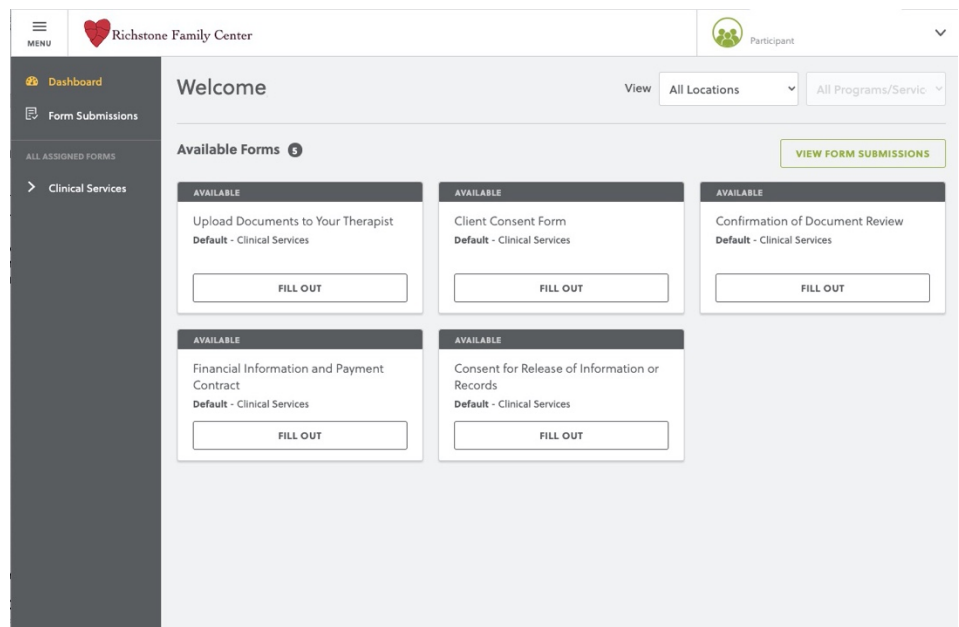 MENU
Richstone Family Center
Participant
Dashboard
Form Submissions
ALL ASSIGNED FORMS
Clinical Services
Welcome
View
All Locations
All Programs/Servic
Available Forms 5
VIEW FORM SUBMISSIONS
AVAILABLE
Upload Documents to Your Therapist
Default - Clinical Services
FILL OUT
AVAILABLE
Client Consent Form
Default - Clinical Services
FILL OUT
AVAILABLE
Confirmation of Document Review
Default - Clinical Services
FILL OUT
AVAILABLE
Financial Information and Payment
Contract
Default - Clinical Services
FILL OUT
AVAILABLE
Consent for Release of Information or
Records
Default - Clinical Services
FILL OUT